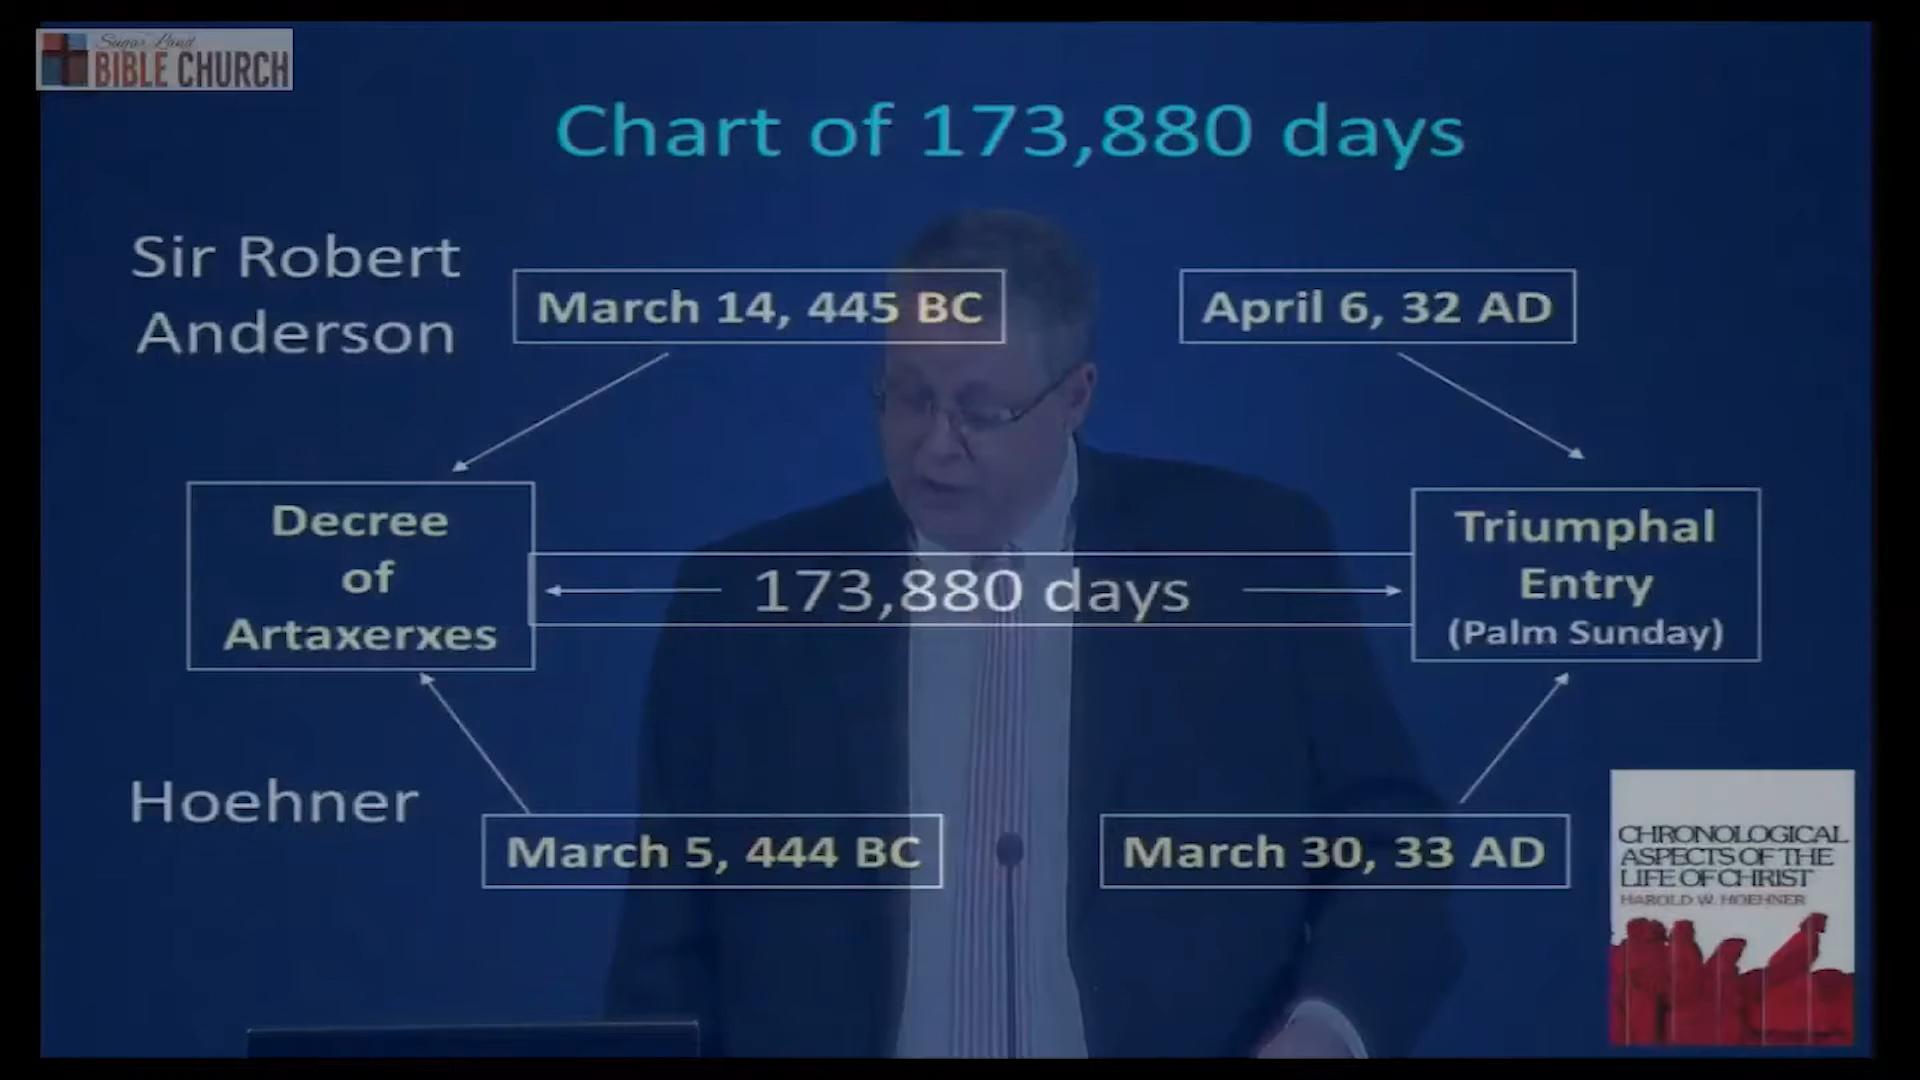 Sugar Land
BIBLE CHURCH
Chart of 173,880 days
Sir Robert
Anderson
March 14, 445 BC
April 6, 32 AD
Decree
of
Artaxerxes
173,880 days
Triumphal
Entry
(Palm Sunday)
Hoehner
March 5, 444 BC
March 30, 33 AD
CHRONOLOGICAL
ASPECTS OF THE
LIFE OF CHRIST
HAROLD W. HOEHNER